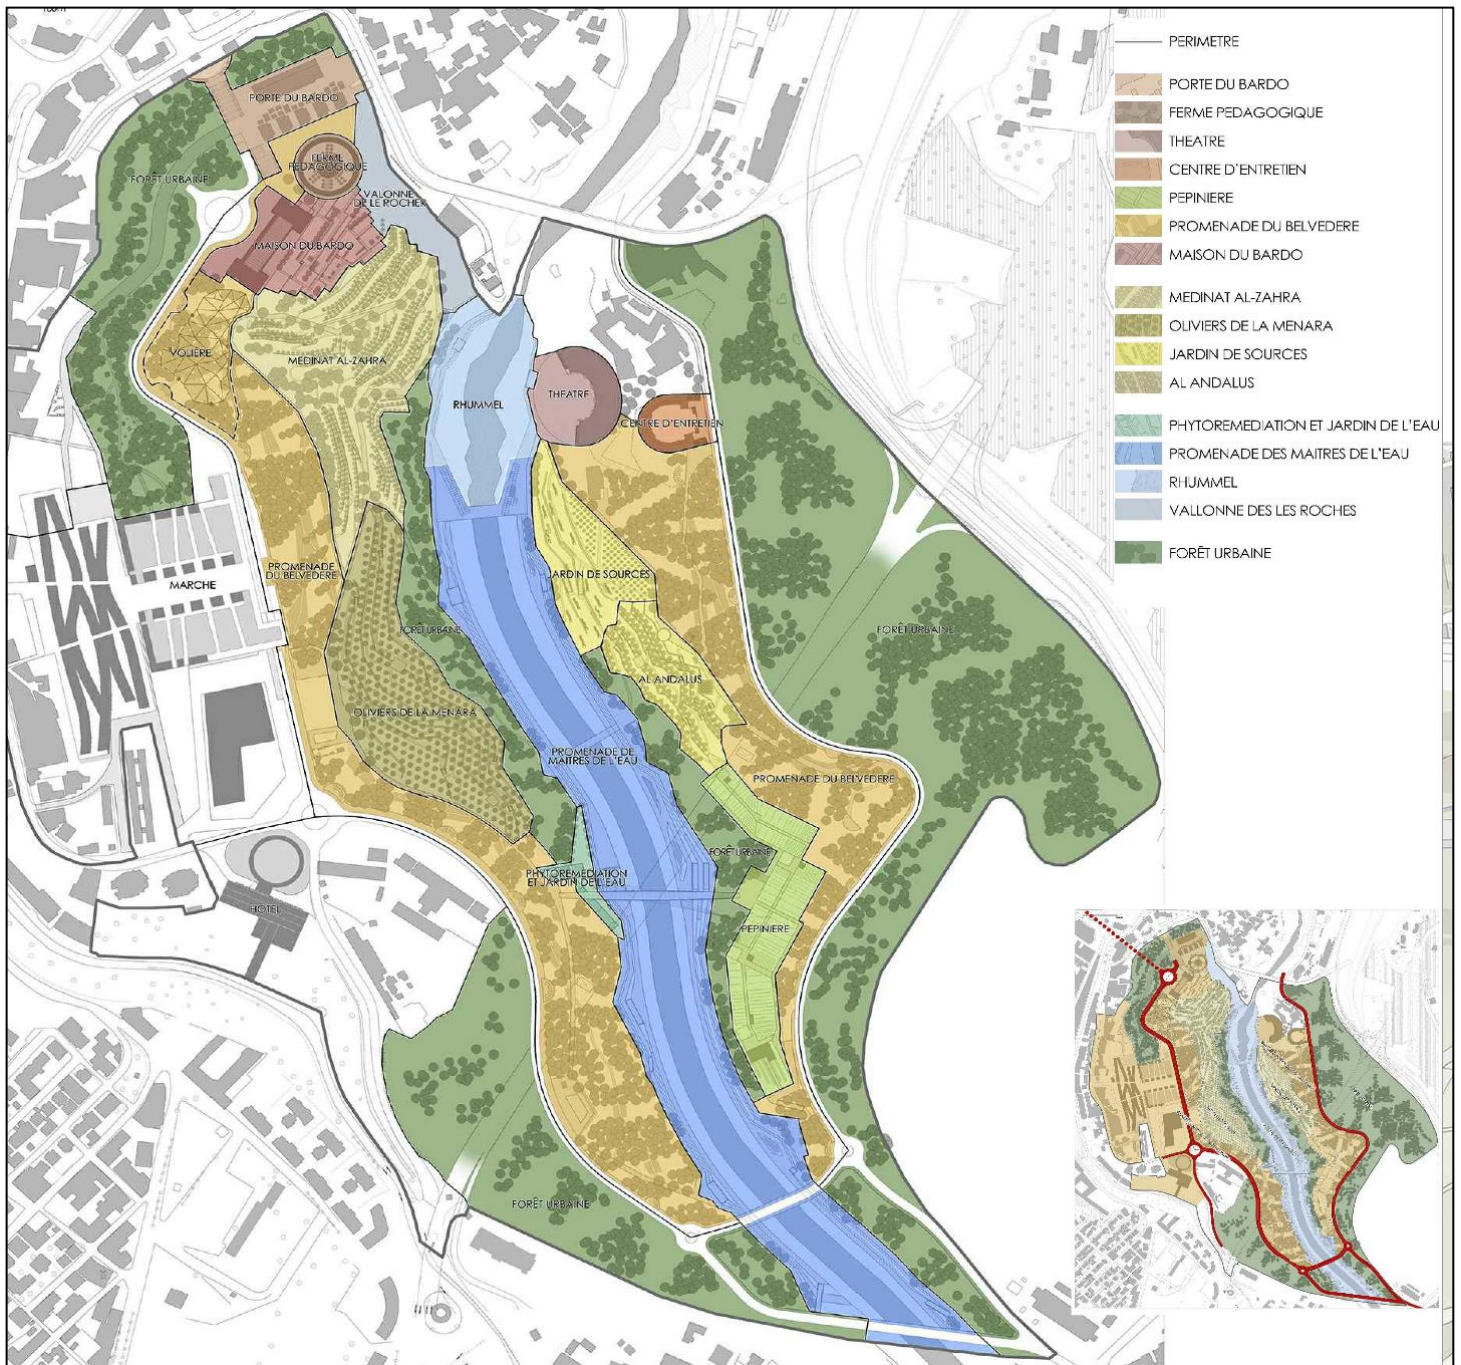 PERIMETRE
PORTE DU BARDO
FERME PEDAGOGIQUE
THEATRE
CENTRE D'ENTRETIEN
PEPINIERE
PROMENADE DU BELVEDERE
MAISON DU BARDO
MEDINAT AL-ZAHRA
OLIVIERS DE LA MENARA
JARDIN DE SOURCES
AL ANDALUS
PHYTOREMEDIATION ET JARDIN DE L'EAU
PROMENADE DES MAITRES DE L'EAU
RHUMMEL
VALLONNE DES LES ROCHES
FORÊT URBAINE
PORTE DU BARDO
FERME
PEDAGOGIQUE
FORÊT URBAINE
VALONNE
DE LE ROCHER
MAISON DU BARDO
VOLIÈRE
MEDINAT AL-ZAHRA
RHUMMEL
THEATRE
CENTRE D'ENTRETIEN
PROMENADE
DU BELVEDERE
MARCHE
JARDIN DE SOURCES
FORÊT URBAINE
FORÊT URBAINE
AL ANDALUS
OLIVIERS DE LA MENARA
PROMENADE DE
MAITRES DE L'EAU
PROMENADE DU BELVEDERE
FORÊT URBAINE
PHYTOREMEDIATION
ET JARDIN DE L'EAU
HOTEL
PEPINIERE
FORÊT URBAINE